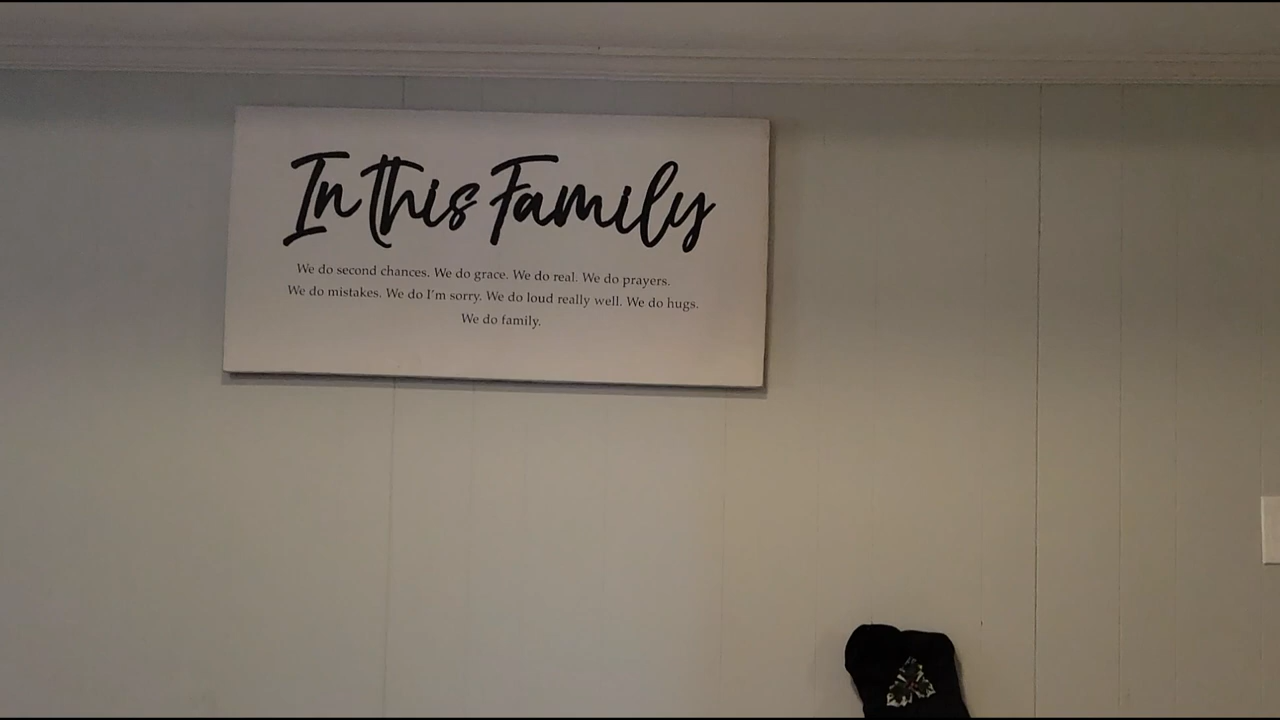 In this Family
We do second chances. We do grace. We do real. We do prayers.
We do mistakes. We do I'm sorry. We do loud really well. We do hugs.
We do family.